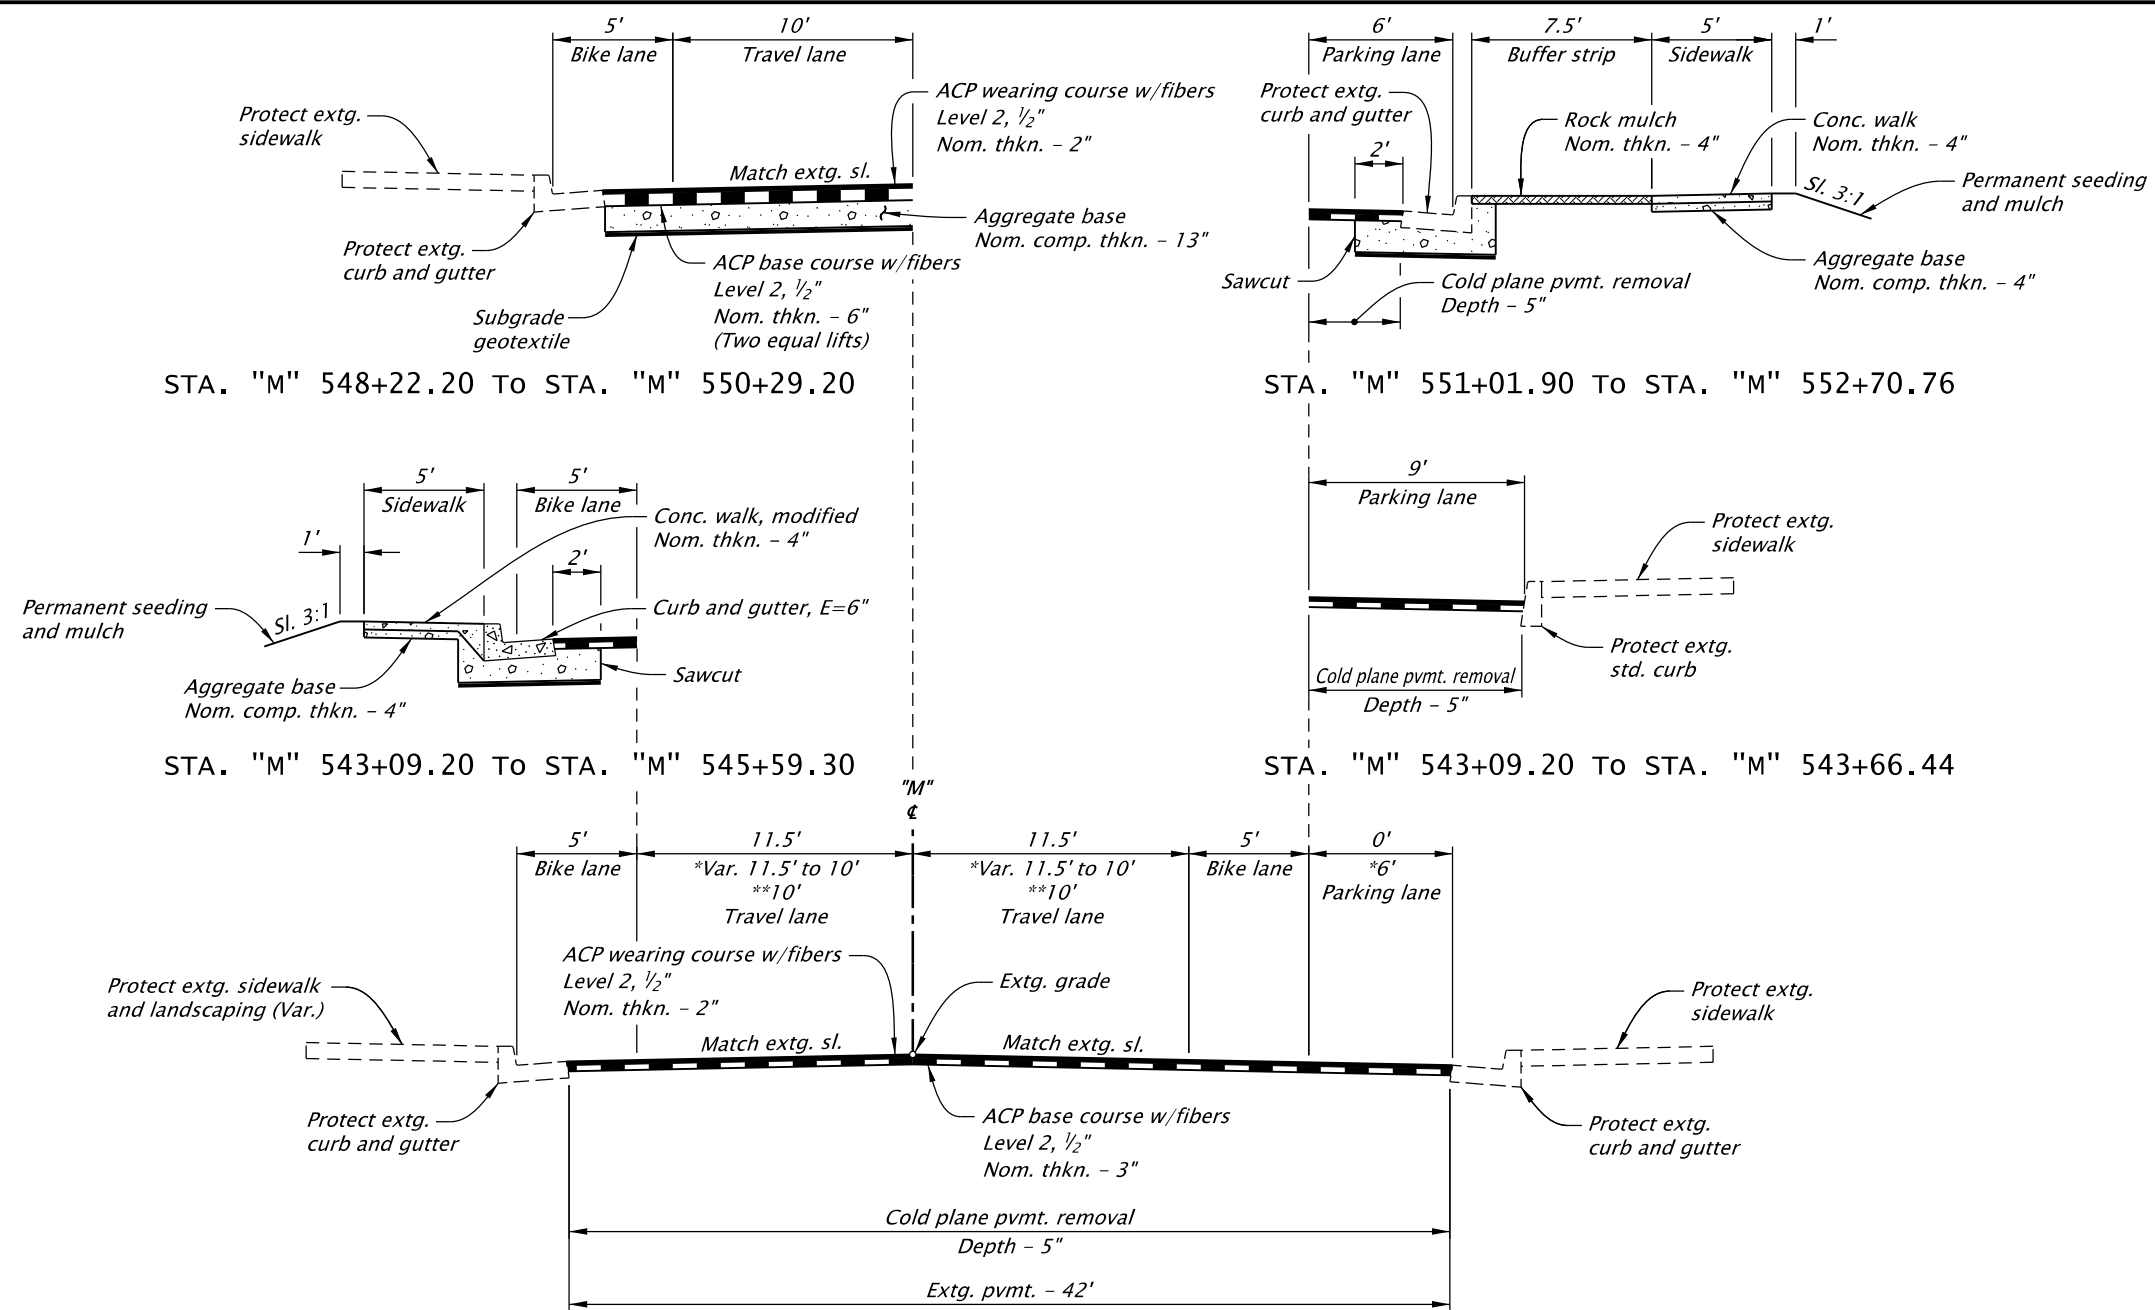 5'
Bike lane
10'
Travel lane
Protect extg.
sidewalk
ACP wearing course w/fibers
Level 2, 1/2"
Nom. thkn. – 2"
Match extg. sl.
Aggregate base
Nom. comp. thkn. – 13"
Protect extg.
curb and gutter
ACP base course w/fibers
Level 2, 1/2"
Nom. thkn. – 6"
(Two equal lifts)
Subgrade
geotextile
STA. "M" 548+22.20 To STA. "M" 550+29.20
6'
Parking lane
7.5'
Buffer strip
5'
Sidewalk
1'
Protect extg.
curb and gutter
2'
Rock mulch
Nom. thkn. – 4"
Conc. walk
Nom. thkn. – 4"
Sl. 3:1
Permanent seeding
and mulch
Sawcut
Cold plane pvmt. removal
Depth – 5"
Aggregate base
Nom. comp. thkn. – 4"
STA. "M" 551+01.90 To STA. "M" 552+70.76
5'
Sidewalk
5'
Bike lane
1'
2'
Conc. walk, modified
Nom. thkn. – 4"
Permanent seeding
and mulch
Sl. 3:1
Curb and gutter, E=6"
Aggregate base
Nom. comp. thkn. – 4"
Sawcut
STA. "M" 543+09.20 To STA. "M" 545+59.30
9'
Parking lane
Protect extg.
sidewalk
Protect extg.
std. curb
Cold plane pvmt. removal
Depth – 5"
STA. "M" 543+09.20 To STA. "M" 543+66.44
"M"
℄
5'
Bike lane
11.5'
*Var. 11.5' to 10'
**10'
Travel lane
11.5'
*Var. 11.5' to 10'
**10'
Travel lane
5'
Bike lane
0'
*6'
Parking lane
ACP wearing course w/fibers
Level 2, 1/2"
Nom. thkn. – 2"
Extg. grade
Protect extg. sidewalk
and landscaping (Var.)
Protect extg.
sidewalk
Match extg. sl.
Match extg. sl.
Protect extg.
curb and gutter
ACP base course w/fibers
Level 2, 1/2"
Nom. thkn. – 3"
Protect extg.
curb and gutter
Cold plane pvmt. removal
Depth – 5"
Extg. pvmt. – 42'